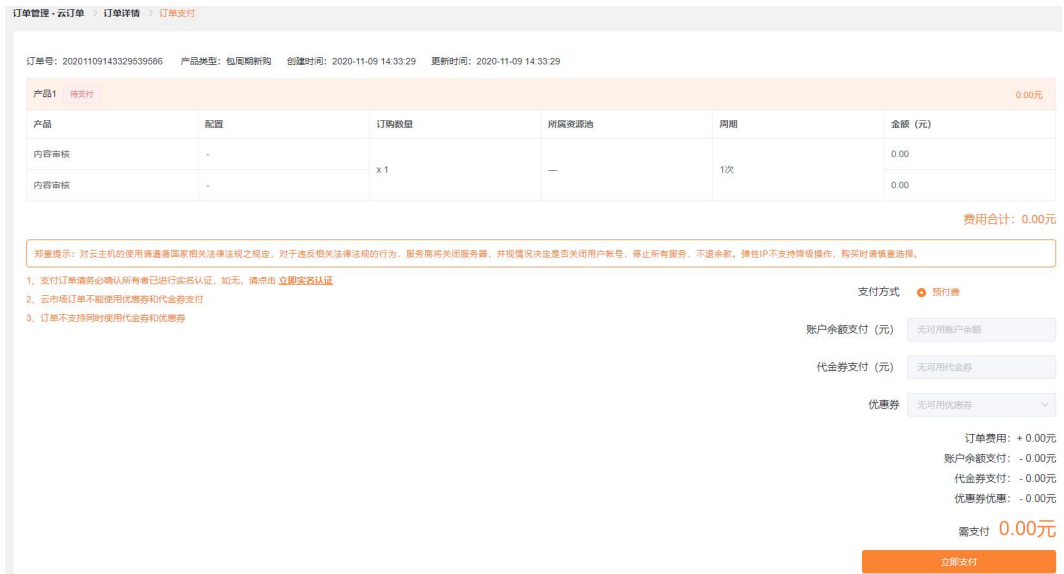 订单管理 - 云订单 > 订单详情 > 订单支付
订单号：20201109143329539586 产品类型：包周期新购 创建时间：2020-11-09 14:33:29 更新时间：2020-11-09 14:33:29
产品1 待支付 0.00元
产品 配置 订购数量 所属资源池 周期 金额（元）
内容审核 - x 1 — 1次 0.00
内容审核 - 0.00
费用合计：0.00元
郑重提示：对云主机的使用请遵循国家相关法律法规之规定，对于违反相关法律法规的行为，服务商将关闭服务器，并视情况决定是否关闭用户帐号，停止所有服务，不退余款。弹性IP不支持降级操作，购买时请慎重选择。
1、支付订单请务必确认所有者已进行实名认证，如无，请点击 立即实名认证
2、云市场订单不能使用优惠券和代金券支付
3、订单不支持同时使用代金券和优惠券
支付方式 预付费
账户余额支付（元） 无可用账户余额
代金券支付（元） 无可用代金券
优惠券 无可用优惠券
订单费用：+ 0.00元
账户余额支付：- 0.00元
代金券支付：- 0.00元
优惠券优惠：- 0.00元
需支付 0.00元
立即支付